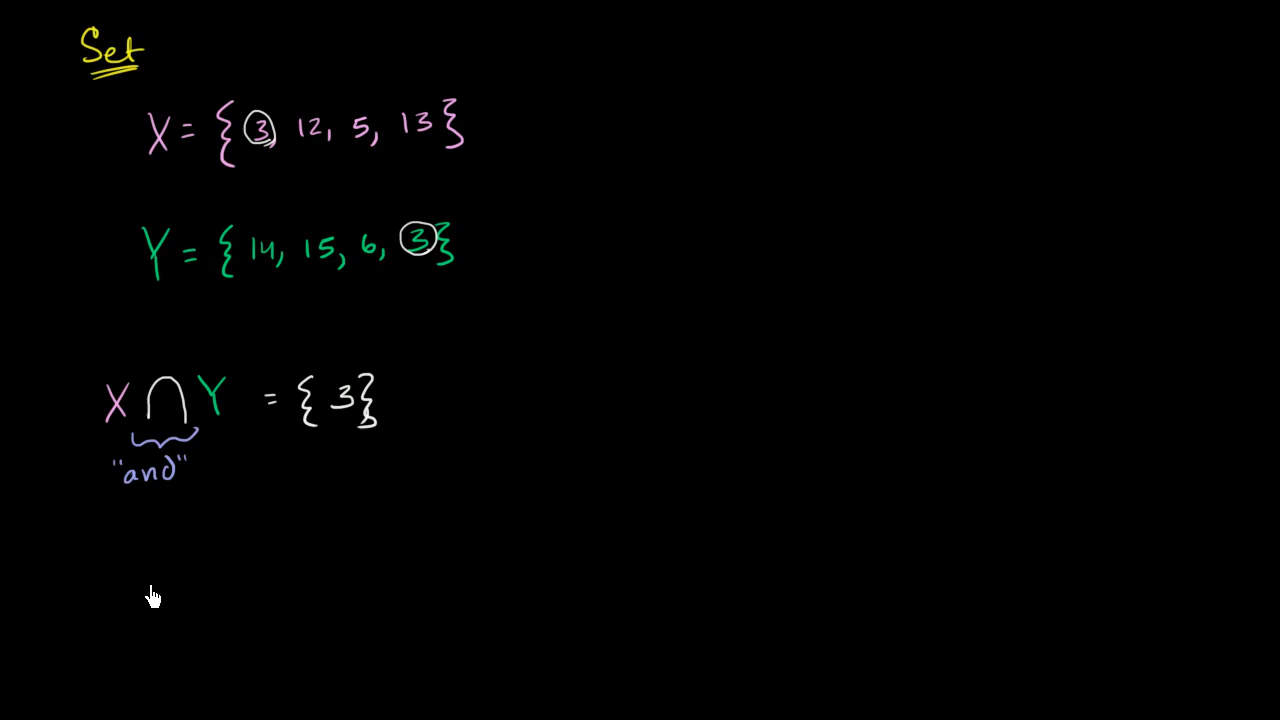 Set
X = { 3, 12, 5, 13 }
Y = { 14, 15, 6, 3 }
X ∩ Y = { 3 }
"and"